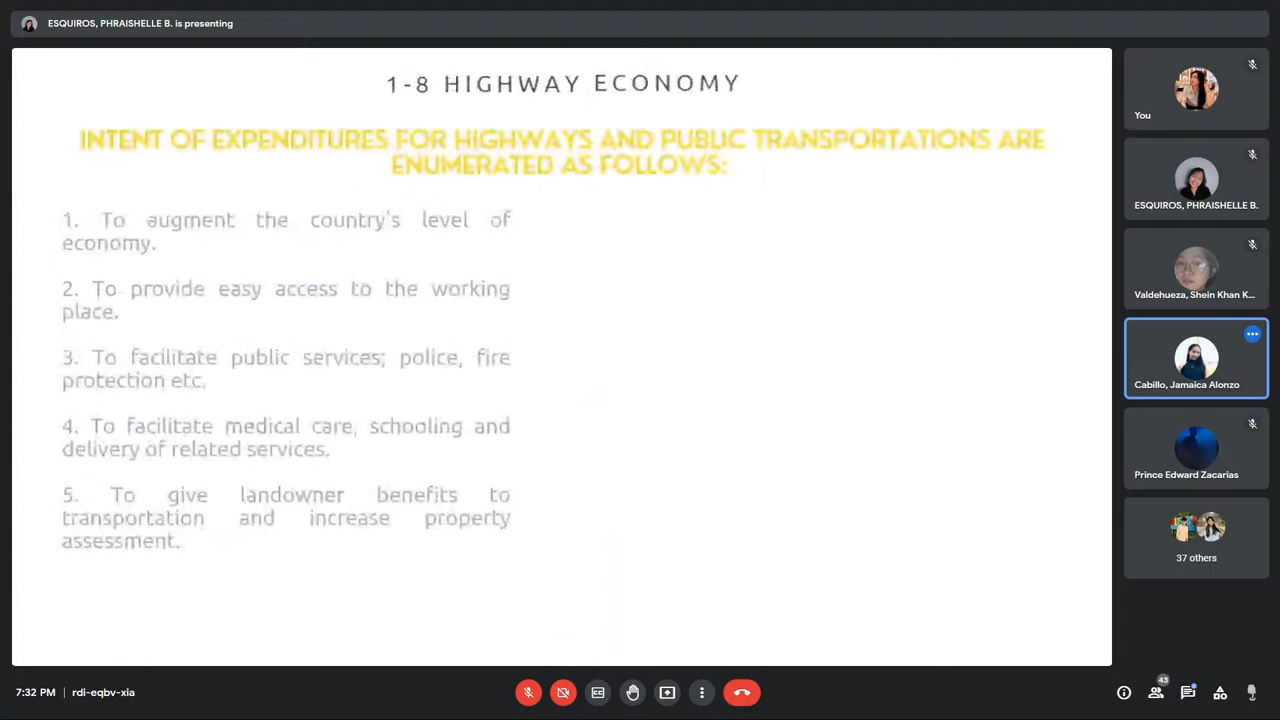 ESQUIROS, PHRAISHELLE B. is presenting
1-8 HIGHWAY ECONOMY
INTENT OF EXPENDITURES FOR HIGHWAYS AND PUBLIC TRANSPORTATIONS ARE
ENUMERATED AS FOLLOWS:
1. To augment the country's level of
economy.
2. To provide easy access to the working
place.
3. To facilitate public services; police, fire
protection etc.
4. To facilitate medical care, schooling and
delivery of related services.
5. To give landowner benefits to
transportation and increase property
assessment.
You
ESQUIROS, PHRAISHELLE B.
Valdehueza, Shein Khan K...
Cabillo, Jamaica Alonzo
Prince Edward Zacarias
37 others
7:32 PM | rdi-eqbv-xia
43